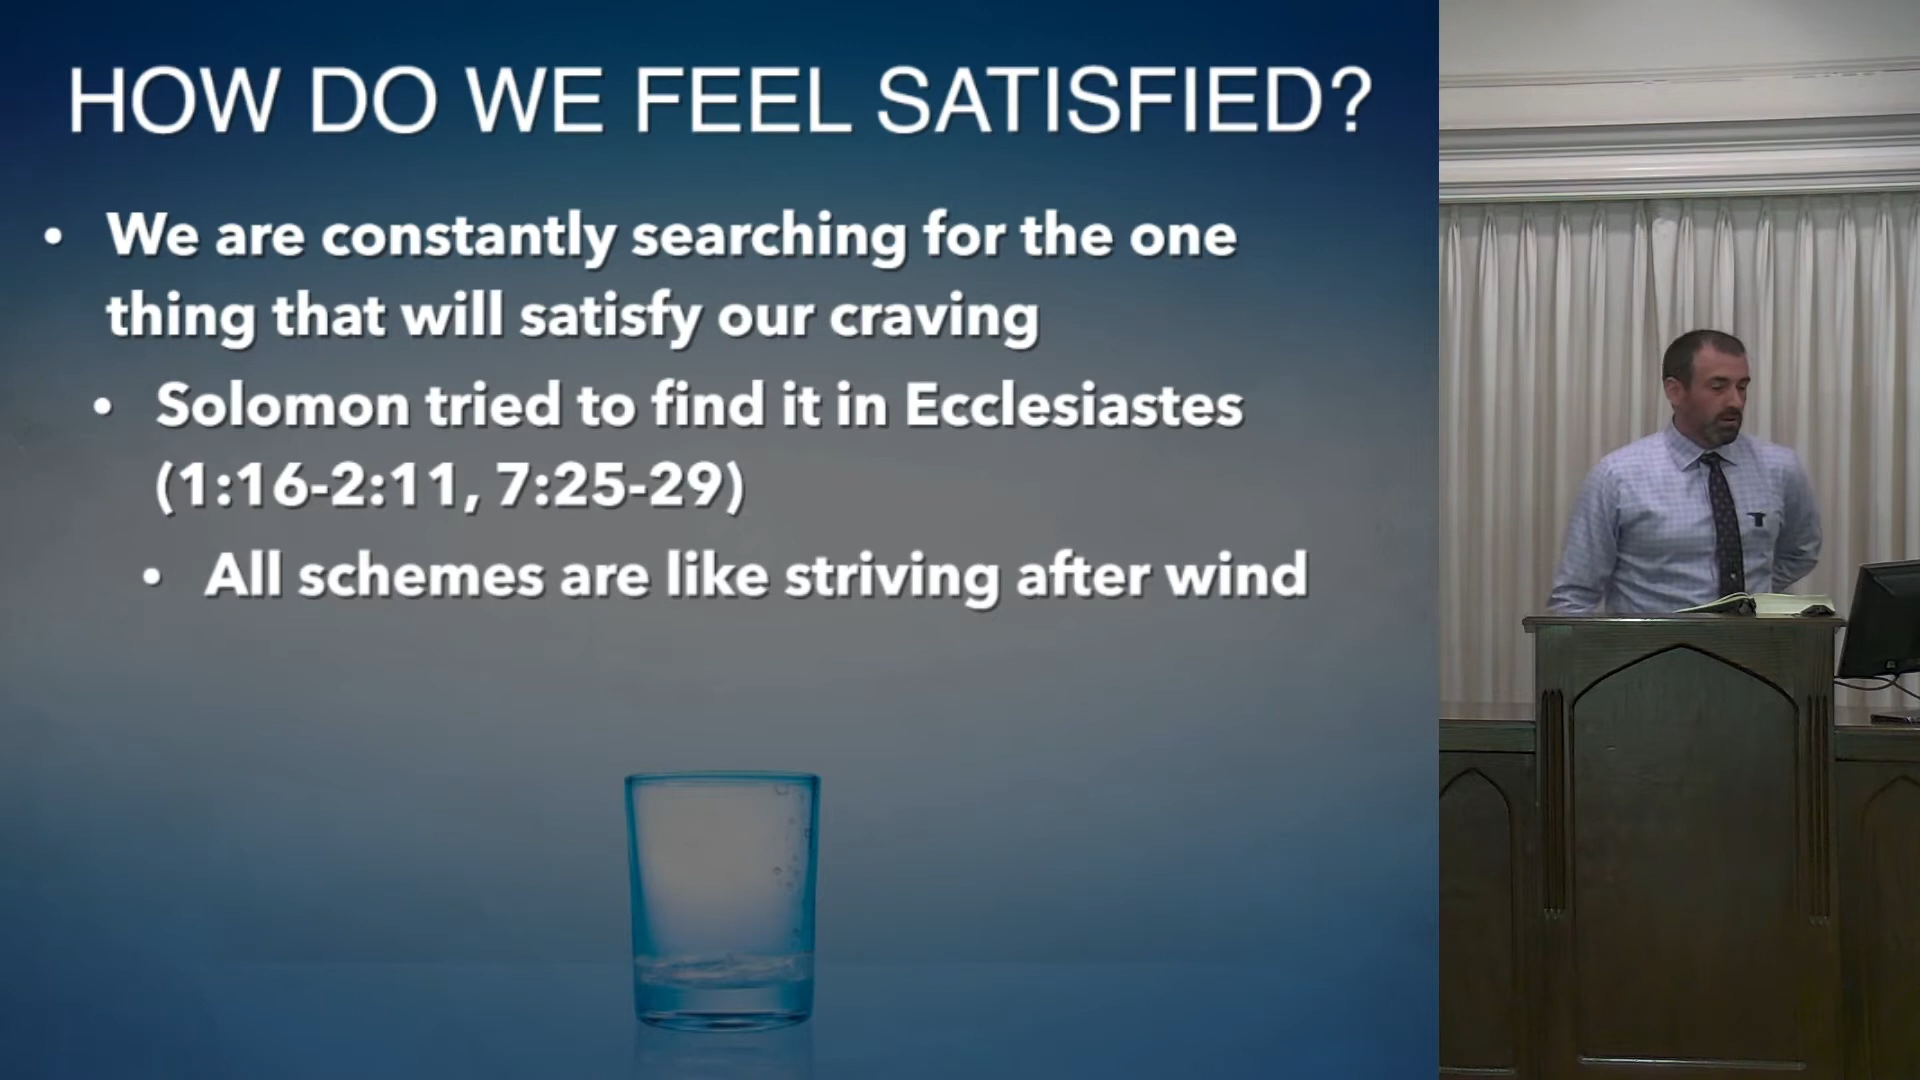 HOW DO WE FEEL SATISFIED?
• We are constantly searching for the one
thing that will satisfy our craving
• Solomon tried to find it in Ecclesiastes
(1:16-2:11, 7:25-29)
• All schemes are like striving after wind